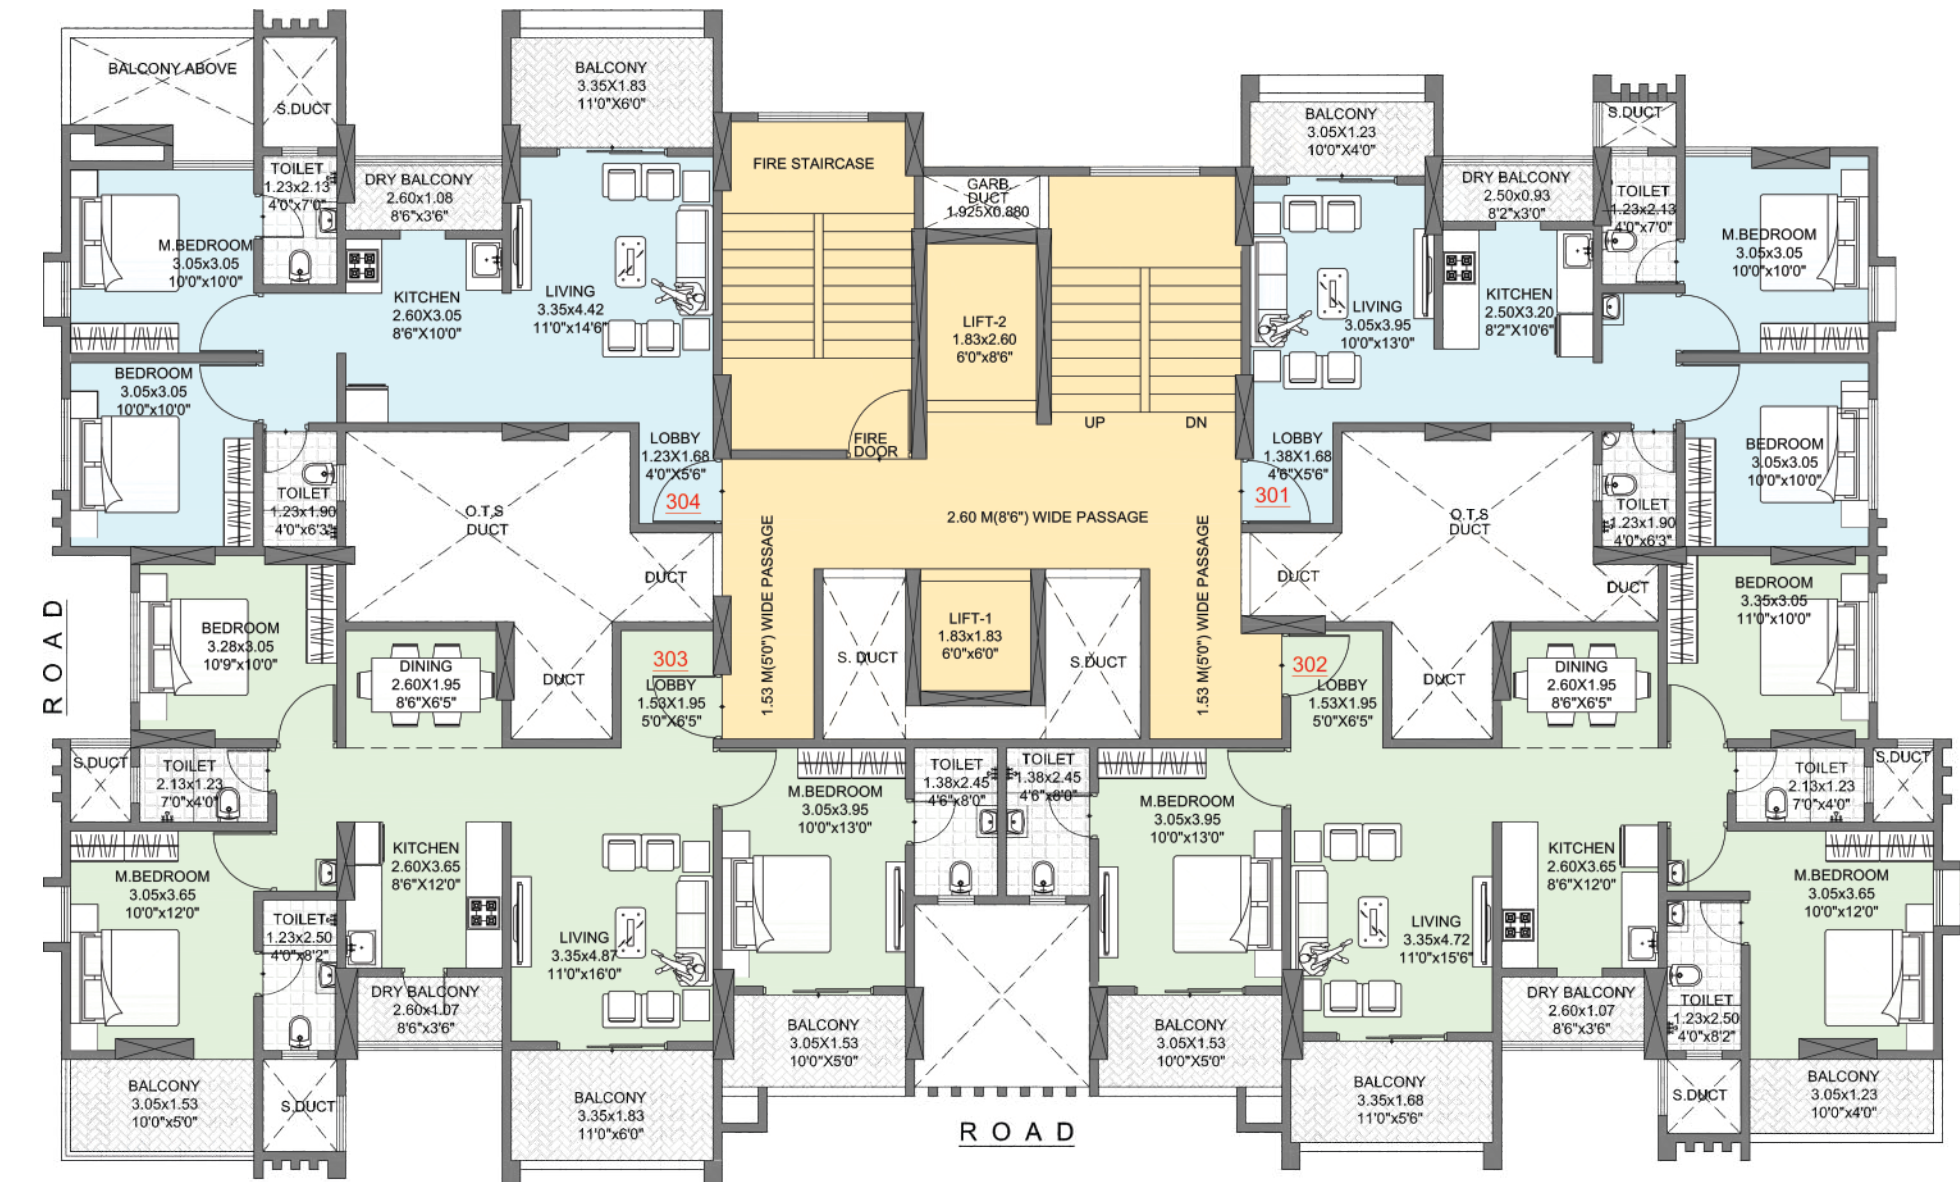 BALCONY ABOVE
S.DUCT
BALCONY
3.35X1.83
11'0"X6'0"
TOILET
1.23x2.13
4'0"x7'0"
DRY BALCONY
2.60x1.08
8'6"x3'6"
M.BEDROOM
3.05x3.05
10'0"x10'0"
KITCHEN
2.60X3.05
8'6"X10'0"
LIVING
3.35x4.42
11'0"x14'6"
BEDROOM
3.05x3.05
10'0"x10'0"
TOILET
1.23x1.90
4'0"x6'3"
LOBBY
1.23X1.68
4'0"X5'6"
304
O.T.S
DUCT
DUCT
FIRE STAIRCASE
GARB.
DUCT
1.925X0.880
LIFT-2
1.83x2.60
6'0"x8'6"
UP
DN
FIRE
DOOR
2.60 M(8'6") WIDE PASSAGE
1.53 M(5'0") WIDE PASSAGE
1.53 M(5'0") WIDE PASSAGE
LIFT-1
1.83x1.83
6'0"x6'0"
S. DUCT
S.DUCT
BALCONY
3.05X1.23
10'0"X4'0"
DRY BALCONY
2.50x0.93
8'2"x3'0"
S.DUCT
TOILET
1.23x2.13
4'0"x7'0"
M.BEDROOM
3.05x3.05
10'0"x10'0"
LIVING
3.05x3.95
10'0"x13'0"
KITCHEN
2.50X3.20
8'2"X10'6"
LOBBY
1.38X1.68
4'6"X5'6"
301
BEDROOM
3.05x3.05
10'0"x10'0"
TOILET
1.23x1.90
4'0"x6'3"
O.T.S
DUCT
DUCT
DUCT
ROAD
BEDROOM
3.28x3.05
10'9"x10'0"
DINING
2.60X1.95
8'6"X6'5"
DUCT
303
LOBBY
1.53X1.95
5'0"X6'5"
S.DUCT
TOILET
2.13x1.23
7'0"x4'0"
M.BEDROOM
3.05x3.65
10'0"x12'0"
KITCHEN
2.60X3.65
8'6"X12'0"
TOILET
1.23x2.50
4'0"x8'2"
LIVING
3.35x4.87
11'0"x16'0"
DRY BALCONY
2.60x1.07
8'6"x3'6"
BALCONY
3.05x1.53
10'0"x5'0"
S.DUCT
BALCONY
3.35x1.83
11'0"x6'0"
M.BEDROOM
3.05x3.95
10'0"x13'0"
TOILET
1.38x2.45
4'6"x8'0"
BALCONY
3.05X1.53
10'0"X5'0"
TOILET
1.38x2.45
4'6"x8'0"
M.BEDROOM
3.05x3.95
10'0"x13'0"
BALCONY
3.05X1.53
10'0"X5'0"
302
LOBBY
1.53X1.95
5'0"X6'5"
DUCT
DINING
2.60X1.95
8'6"X6'5"
BEDROOM
3.35x3.05
11'0"x10'0"
TOILET
2.13x1.23
7'0"x4'0"
S.DUCT
KITCHEN
2.60X3.65
8'6"X12'0"
M.BEDROOM
3.05x3.65
10'0"x12'0"
LIVING
3.35x4.72
11'0"x15'6"
DRY BALCONY
2.60x1.07
8'6"x3'6"
TOILET
1.23x2.50
4'0"x8'2"
BALCONY
3.35x1.68
11'0"x5'6"
S.DUCT
BALCONY
3.05x1.23
10'0"x4'0"
ROAD